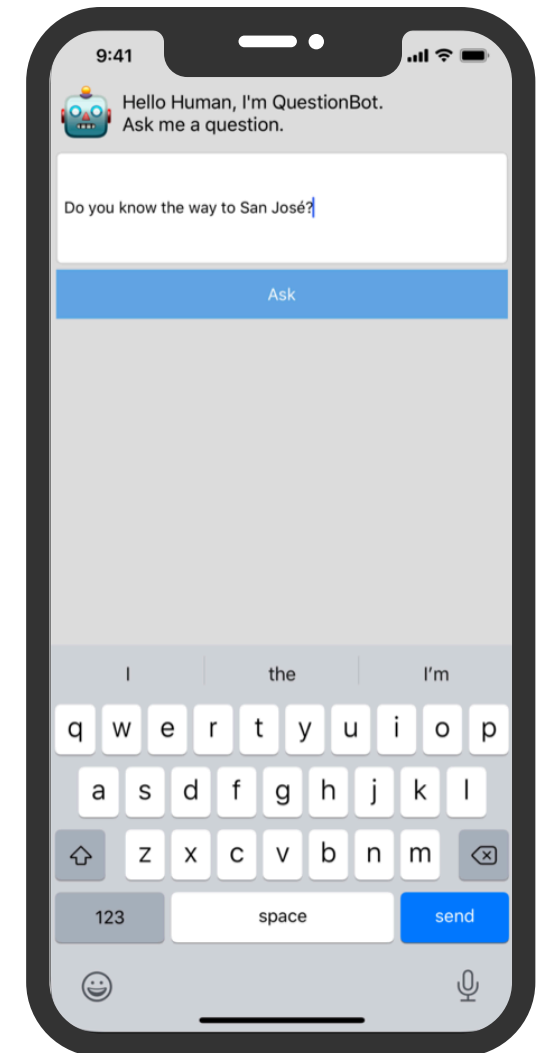 9:41
Hello Human, I'm QuestionBot.
Ask me a question.
Do you know the way to San José?
Ask
I the I'm
q w e r t y u i o p
a s d f g h j k l
z x c v b n m
123 space send